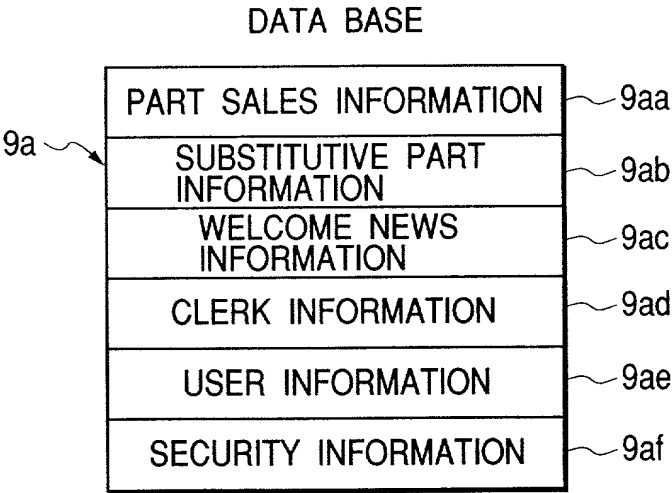 DATA BASE
PART SALES INFORMATION
9aa
9a
SUBSTITUTIVE PART
INFORMATION
9ab
WELCOME NEWS
INFORMATION
9ac
CLERK INFORMATION
9ad
USER INFORMATION
9ae
SECURITY INFORMATION
9af